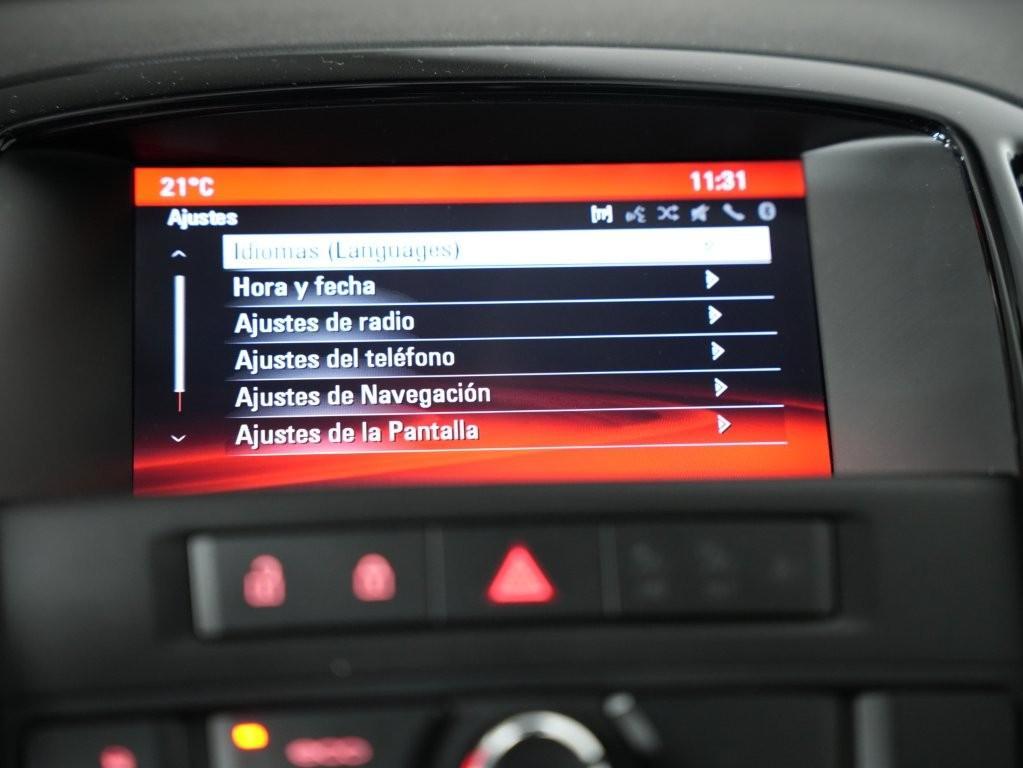 21°C 11:31
Ajustes
Idiomas (Languages)
Hora y fecha
Ajustes de radio
Ajustes del teléfono
Ajustes de Navegación
Ajustes de la Pantalla